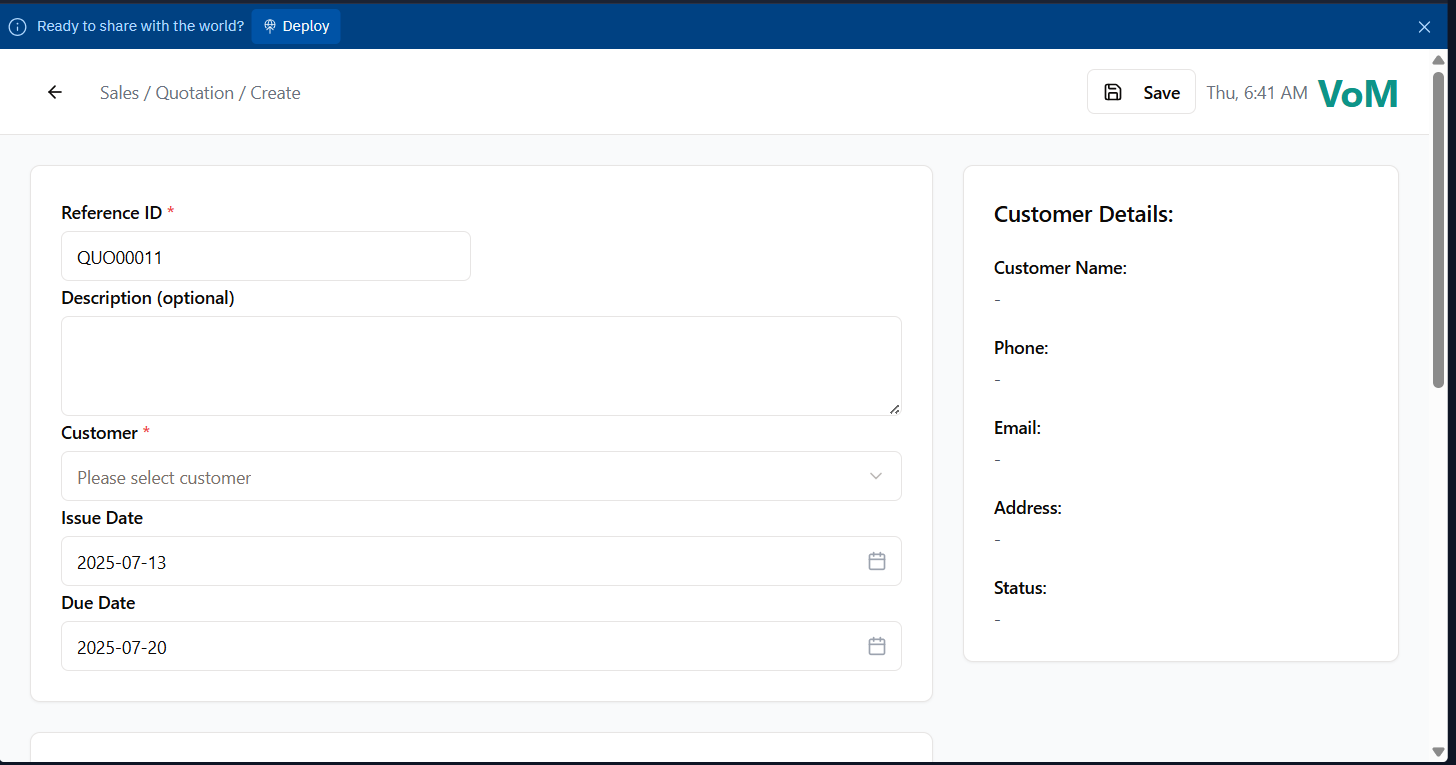 Ready to share with the world? Deploy
Sales / Quotation / Create
Save Thu, 6:41 AM VoM
Reference ID *
QUO00011
Description (optional)
Customer *
Please select customer
Issue Date
2025-07-13
Due Date
2025-07-20
Customer Details:
Customer Name:
-
Phone:
-
Email:
-
Address:
-
Status:
-